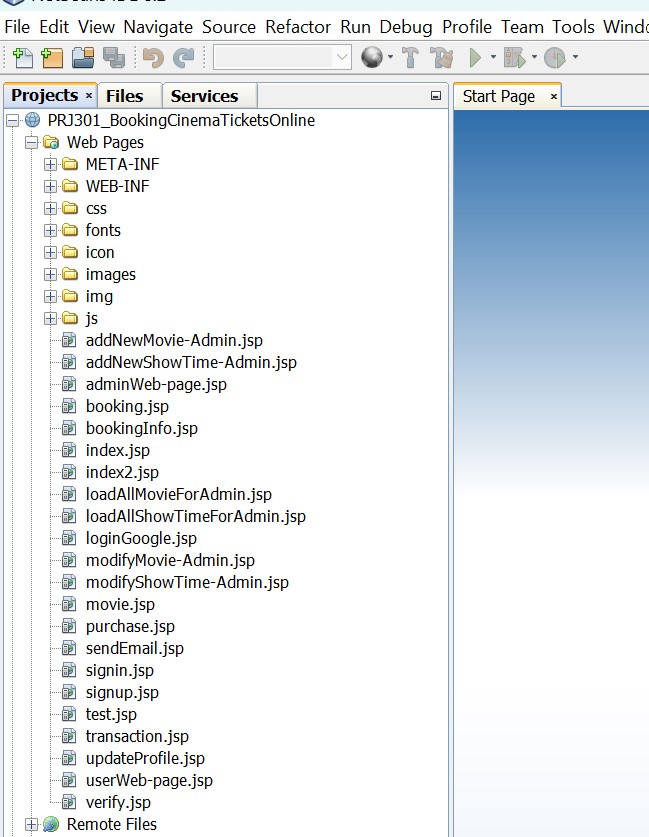 File Edit View Navigate Source Refactor Run Debug Profile Team Tools
Projects Files Services Start Page
PRJ301_BookingCinemaTicketsOnline
Web Pages
META-INF
WEB-INF
css
fonts
icon
images
img
js
addNewMovie-Admin.jsp
addNewShowTime-Admin.jsp
adminWeb-page.jsp
booking.jsp
bookingInfo.jsp
index.jsp
index2.jsp
loadAllMovieForAdmin.jsp
loadAllShowTimeForAdmin.jsp
loginGoogle.jsp
modifyMovie-Admin.jsp
modifyShowTime-Admin.jsp
movie.jsp
purchase.jsp
sendEmail.jsp
signin.jsp
signup.jsp
test.jsp
transaction.jsp
updateProfile.jsp
userWeb-page.jsp
verify.jsp
Remote Files